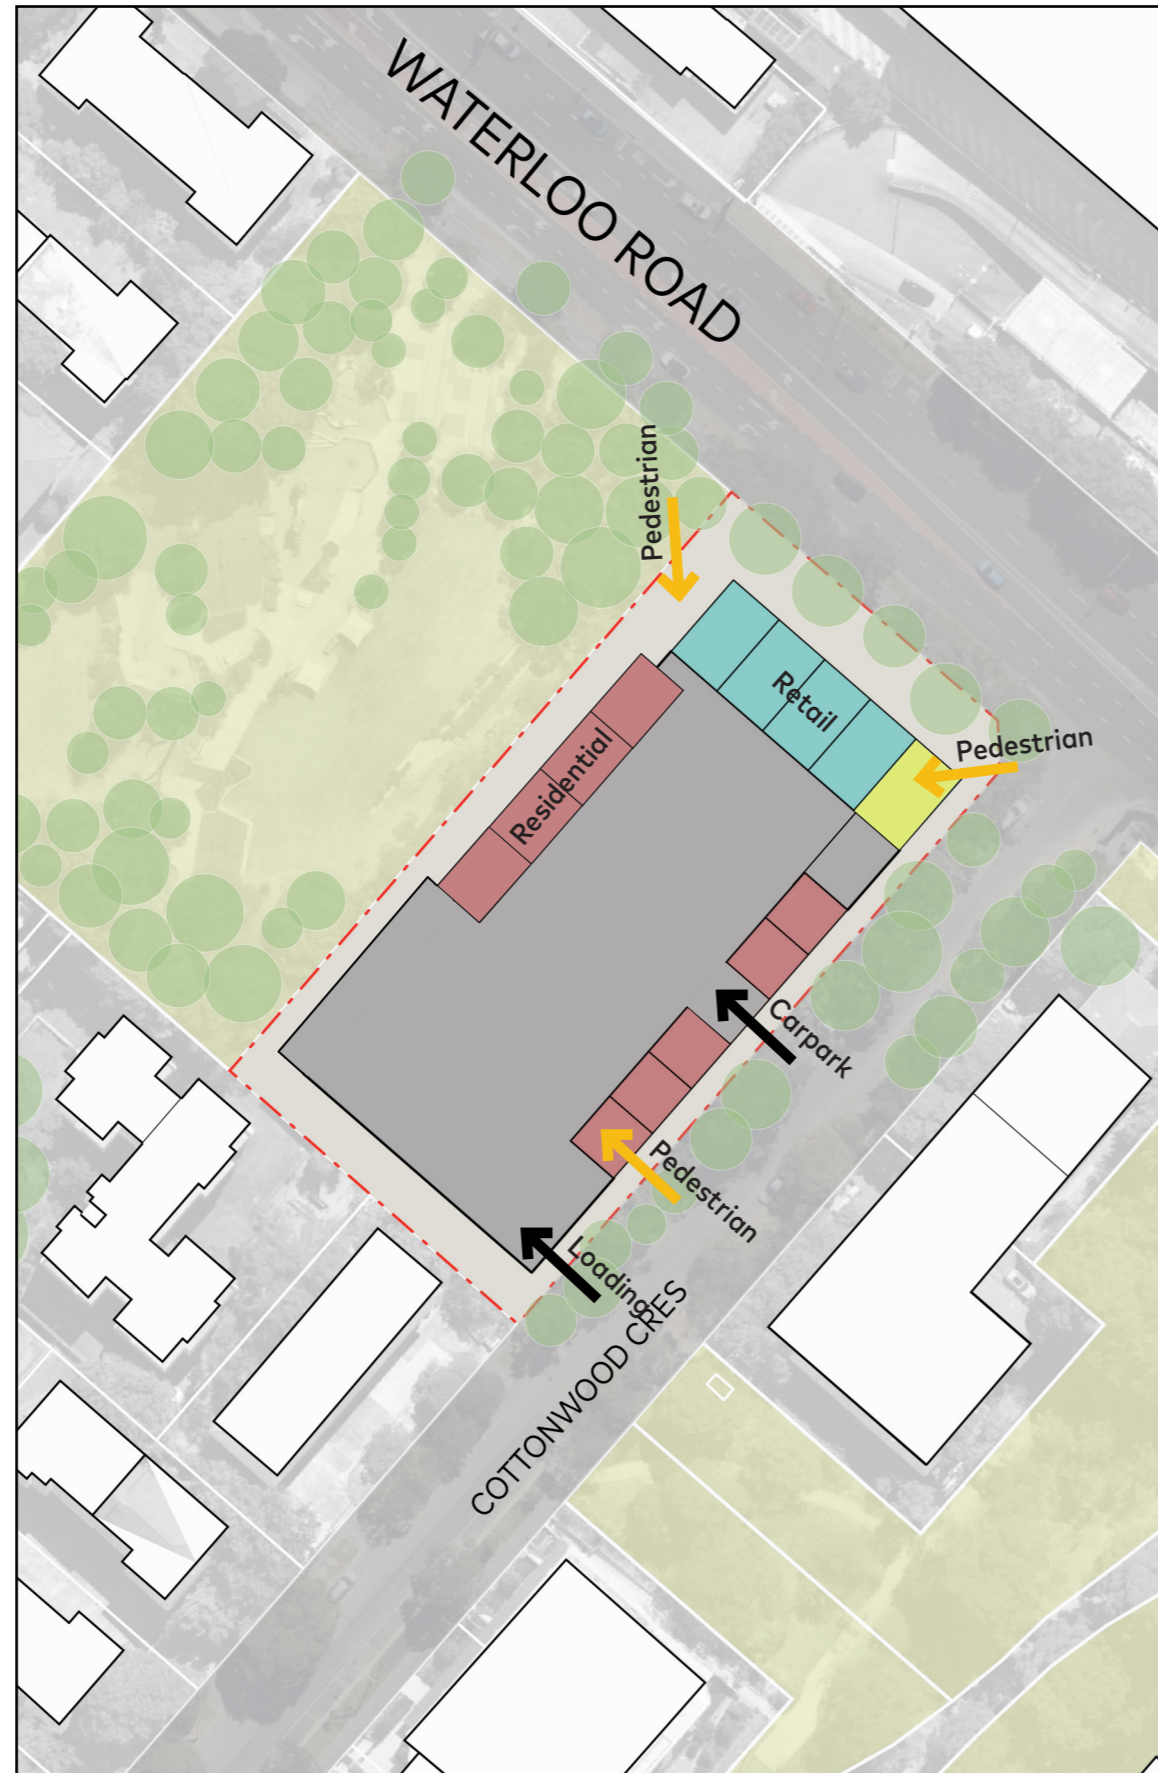 WATERLOO ROAD
Pedestrian
Retail
Pedestrian
Residential
Carpark
Pedestrian
Loading
COTTONWOOD CRES